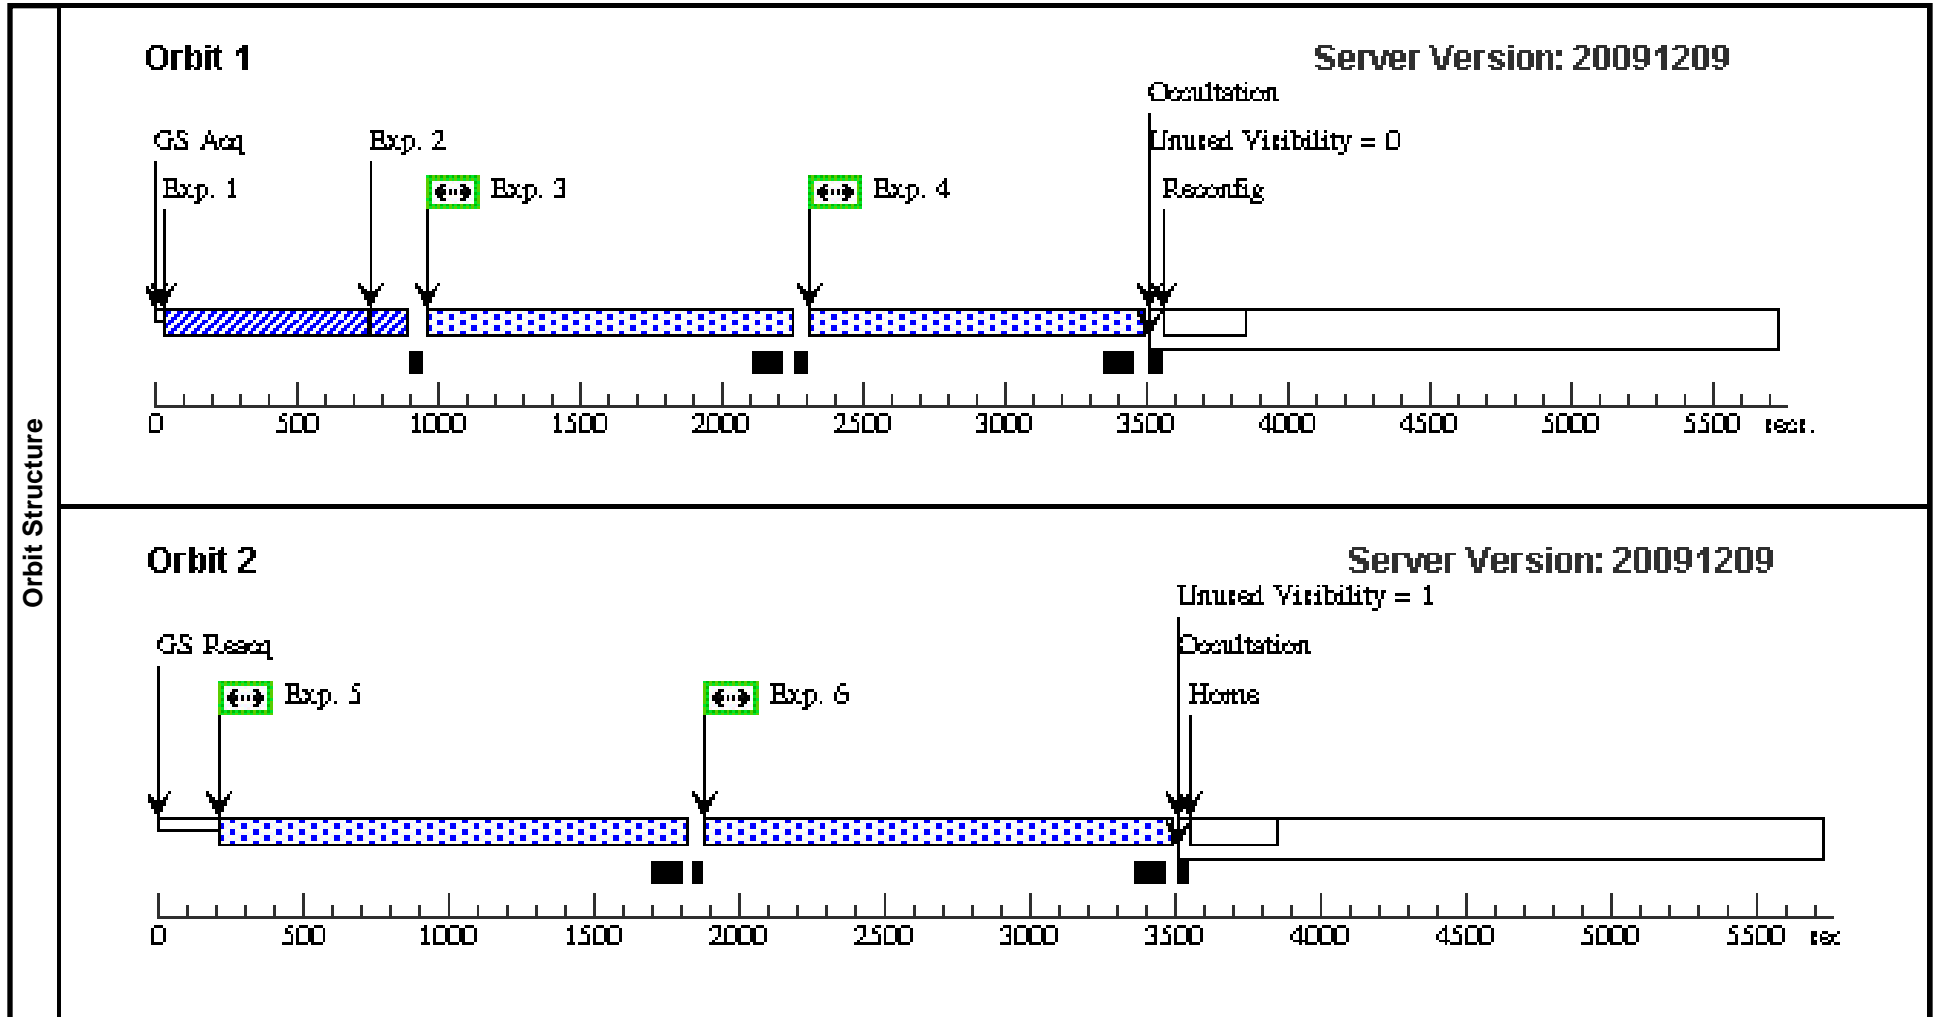 Orbit Structure
Orbit 1
Server Version: 20091209
Occultation
GS Acq
Exp. 2
Unused Visibility = 0
Exp. 1
Exp. 3
Exp. 4
Reconfig
0 500 1000 1500 2000 2500 3000 3500 4000 4500 5000 5500 secs.
Orbit 2
Server Version: 20091209
Unused Visibility = 1
GS Reacq
Occultation
Exp. 5
Exp. 6
Home
0 500 1000 1500 2000 2500 3000 3500 4000 4500 5000 5500 sec